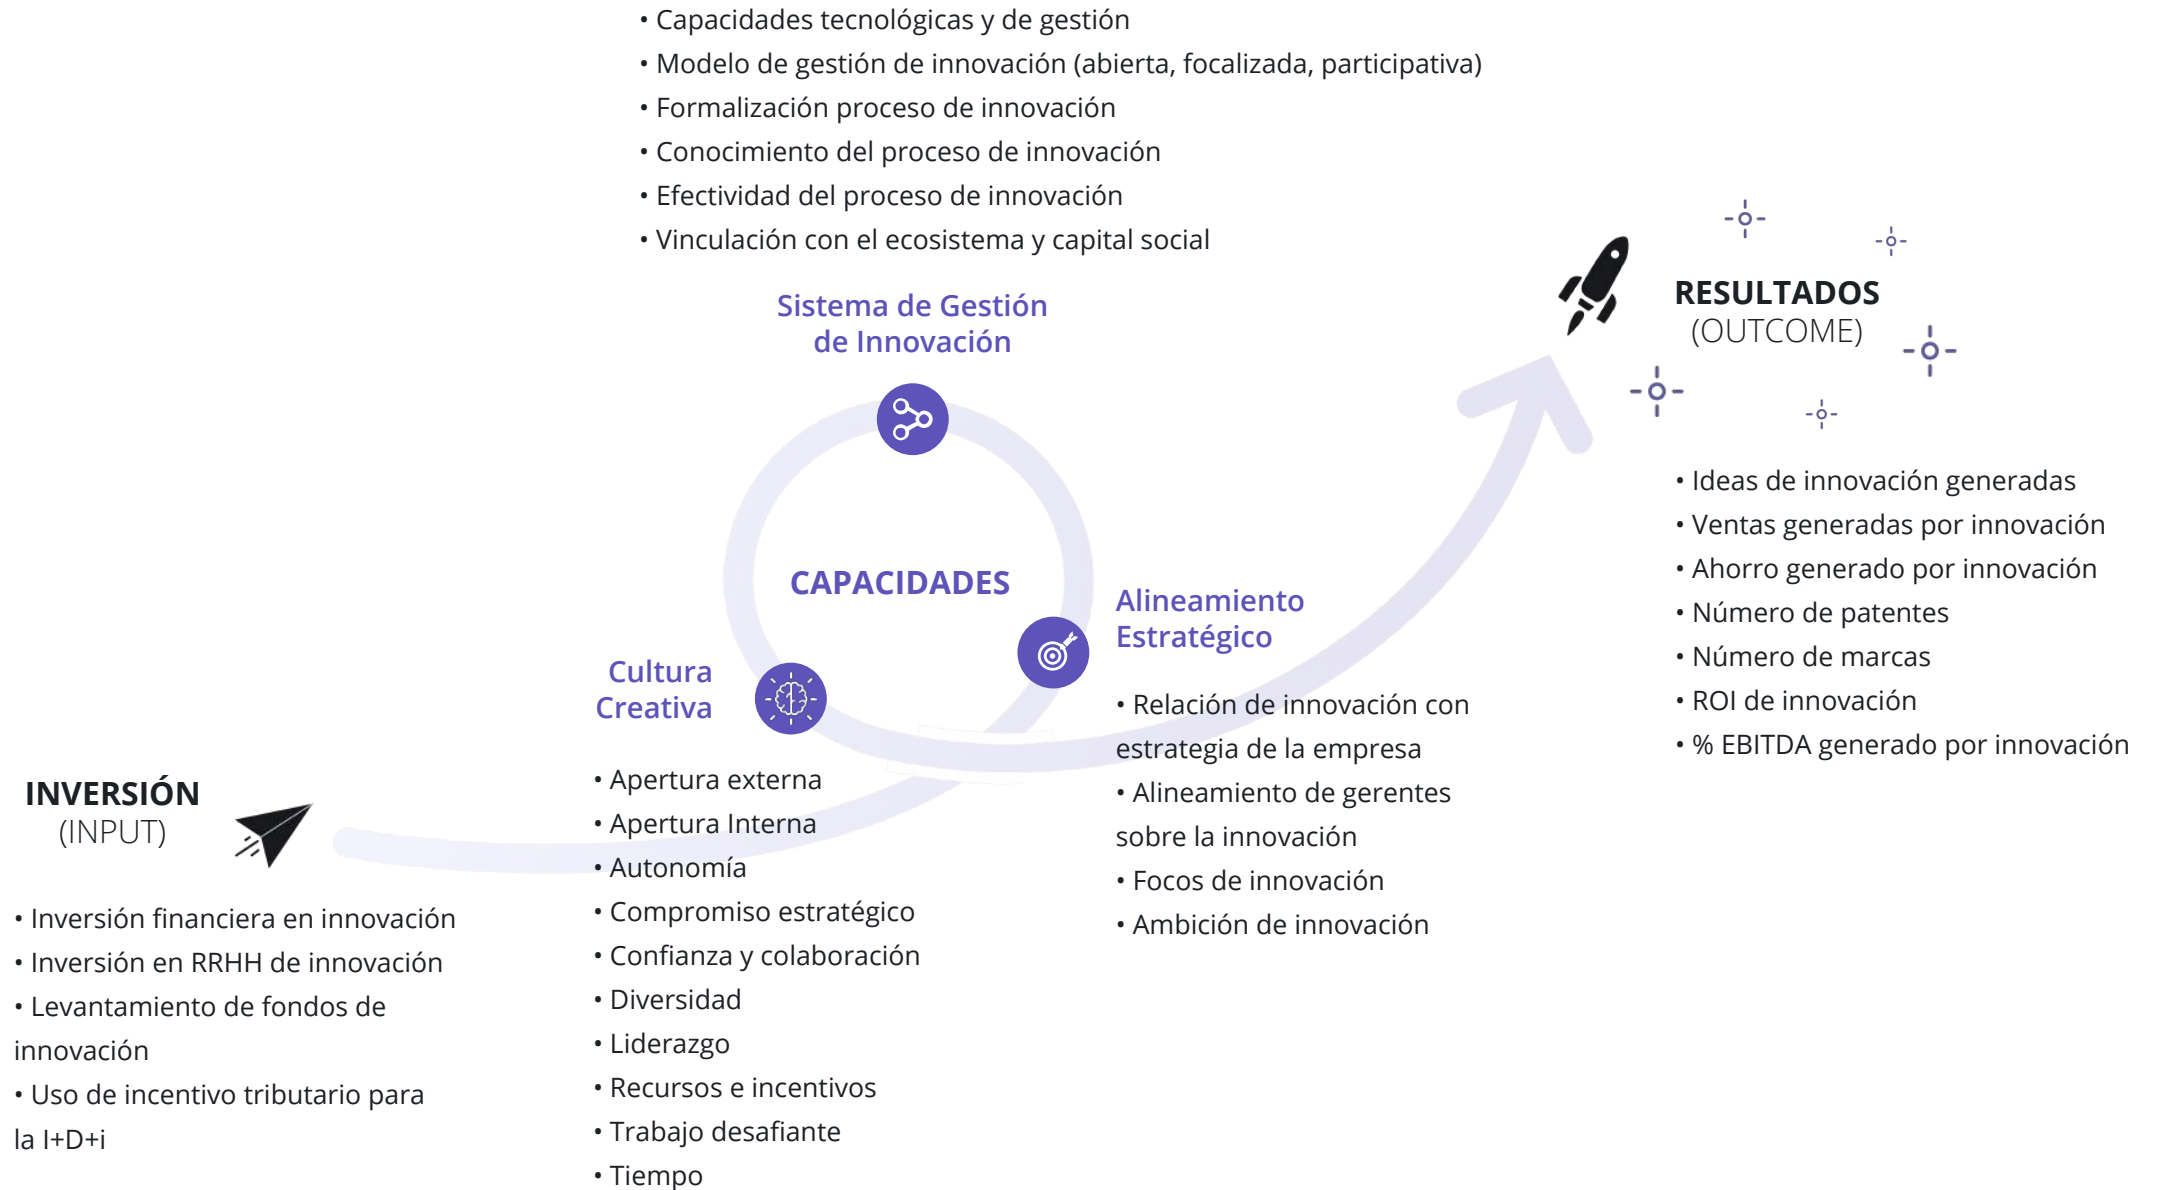 • Capacidades tecnológicas y de gestión
• Modelo de gestión de innovación (abierta, focalizada, participativa)
• Formalización proceso de innovación
• Conocimiento del proceso de innovación
• Efectividad del proceso de innovación
• Vinculación con el ecosistema y capital social
Sistema de Gestión
de Innovación
CAPACIDADES
Cultura
Creativa
• Apertura externa
• Apertura Interna
• Autonomía
• Compromiso estratégico
• Confianza y colaboración
• Diversidad
• Liderazgo
• Recursos e incentivos
• Trabajo desafiante
• Tiempo
Alineamiento
Estratégico
• Relación de innovación con
estrategia de la empresa
• Alineamiento de gerentes
sobre la innovación
• Focos de innovación
• Ambición de innovación
INVERSIÓN
(INPUT)
• Inversión financiera en innovación
• Inversión en RRHH de innovación
• Levantamiento de fondos de
innovación
• Uso de incentivo tributario para
la I+D+i
RESULTADOS
(OUTCOME)
• Ideas de innovación generadas
• Ventas generadas por innovación
• Ahorro generado por innovación
• Número de patentes
• Número de marcas
• ROI de innovación
• % EBITDA generado por innovación